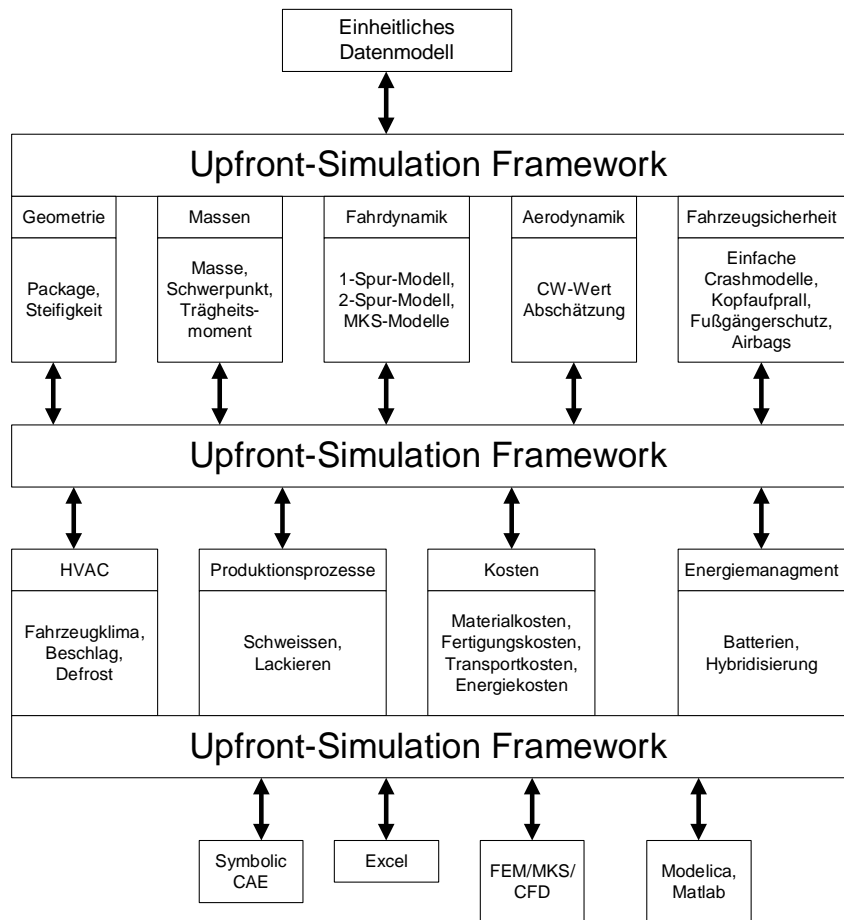 Einheitliches
Datenmodell
Upfront-Simulation Framework
Geometrie
Package,
Steifigkeit
Massen
Masse,
Schwerpunkt,
Trägheits-
moment
Fahrdynamik
1-Spur-Modell,
2-Spur-Modell,
MKS-Modelle
Aerodynamik
CW-Wert
Abschätzung
Fahrzeugsicherheit
Einfache
Crashmodelle,
Kopfaufprall,
Fußgängerschutz,
Airbags
Upfront-Simulation Framework
HVAC
Fahrzeugklima,
Beschlag,
Defrost
Produktionsprozesse
Schweissen,
Lackieren
Kosten
Materialkosten,
Fertigungskosten,
Transportkosten,
Energiekosten
Energiemanagment
Batterien,
Hybridisierung
Upfront-Simulation Framework
Symbolic
CAE
Excel
FEM/MKS/
CFD
Modelica,
Matlab